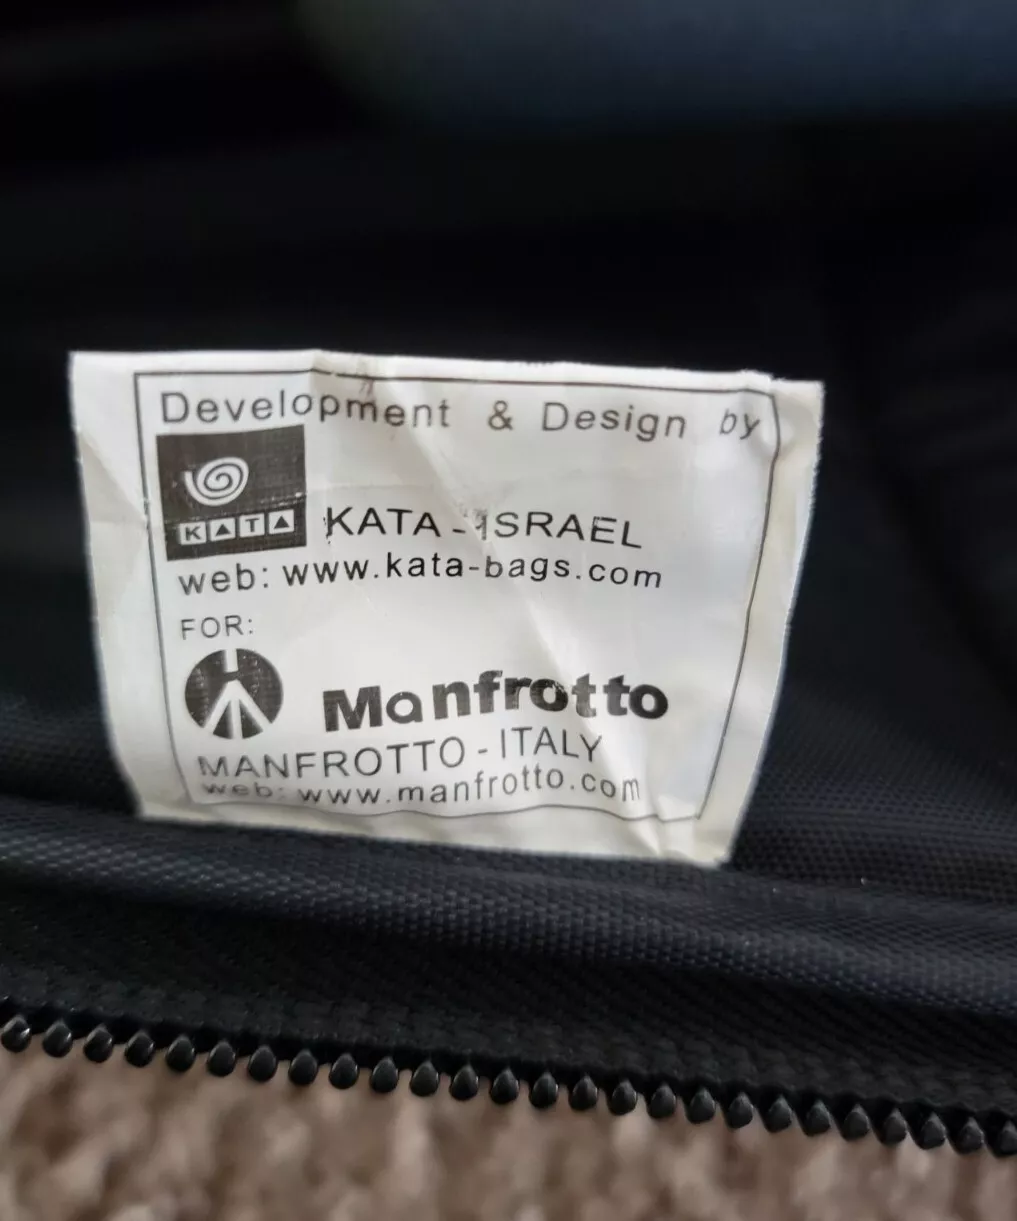 Development & Design by
KATA
KATA - ISRAEL
web: www.kata-bags.com
FOR:
Manfrotto
MANFROTTO - ITALY
web: www.manfrotto.com